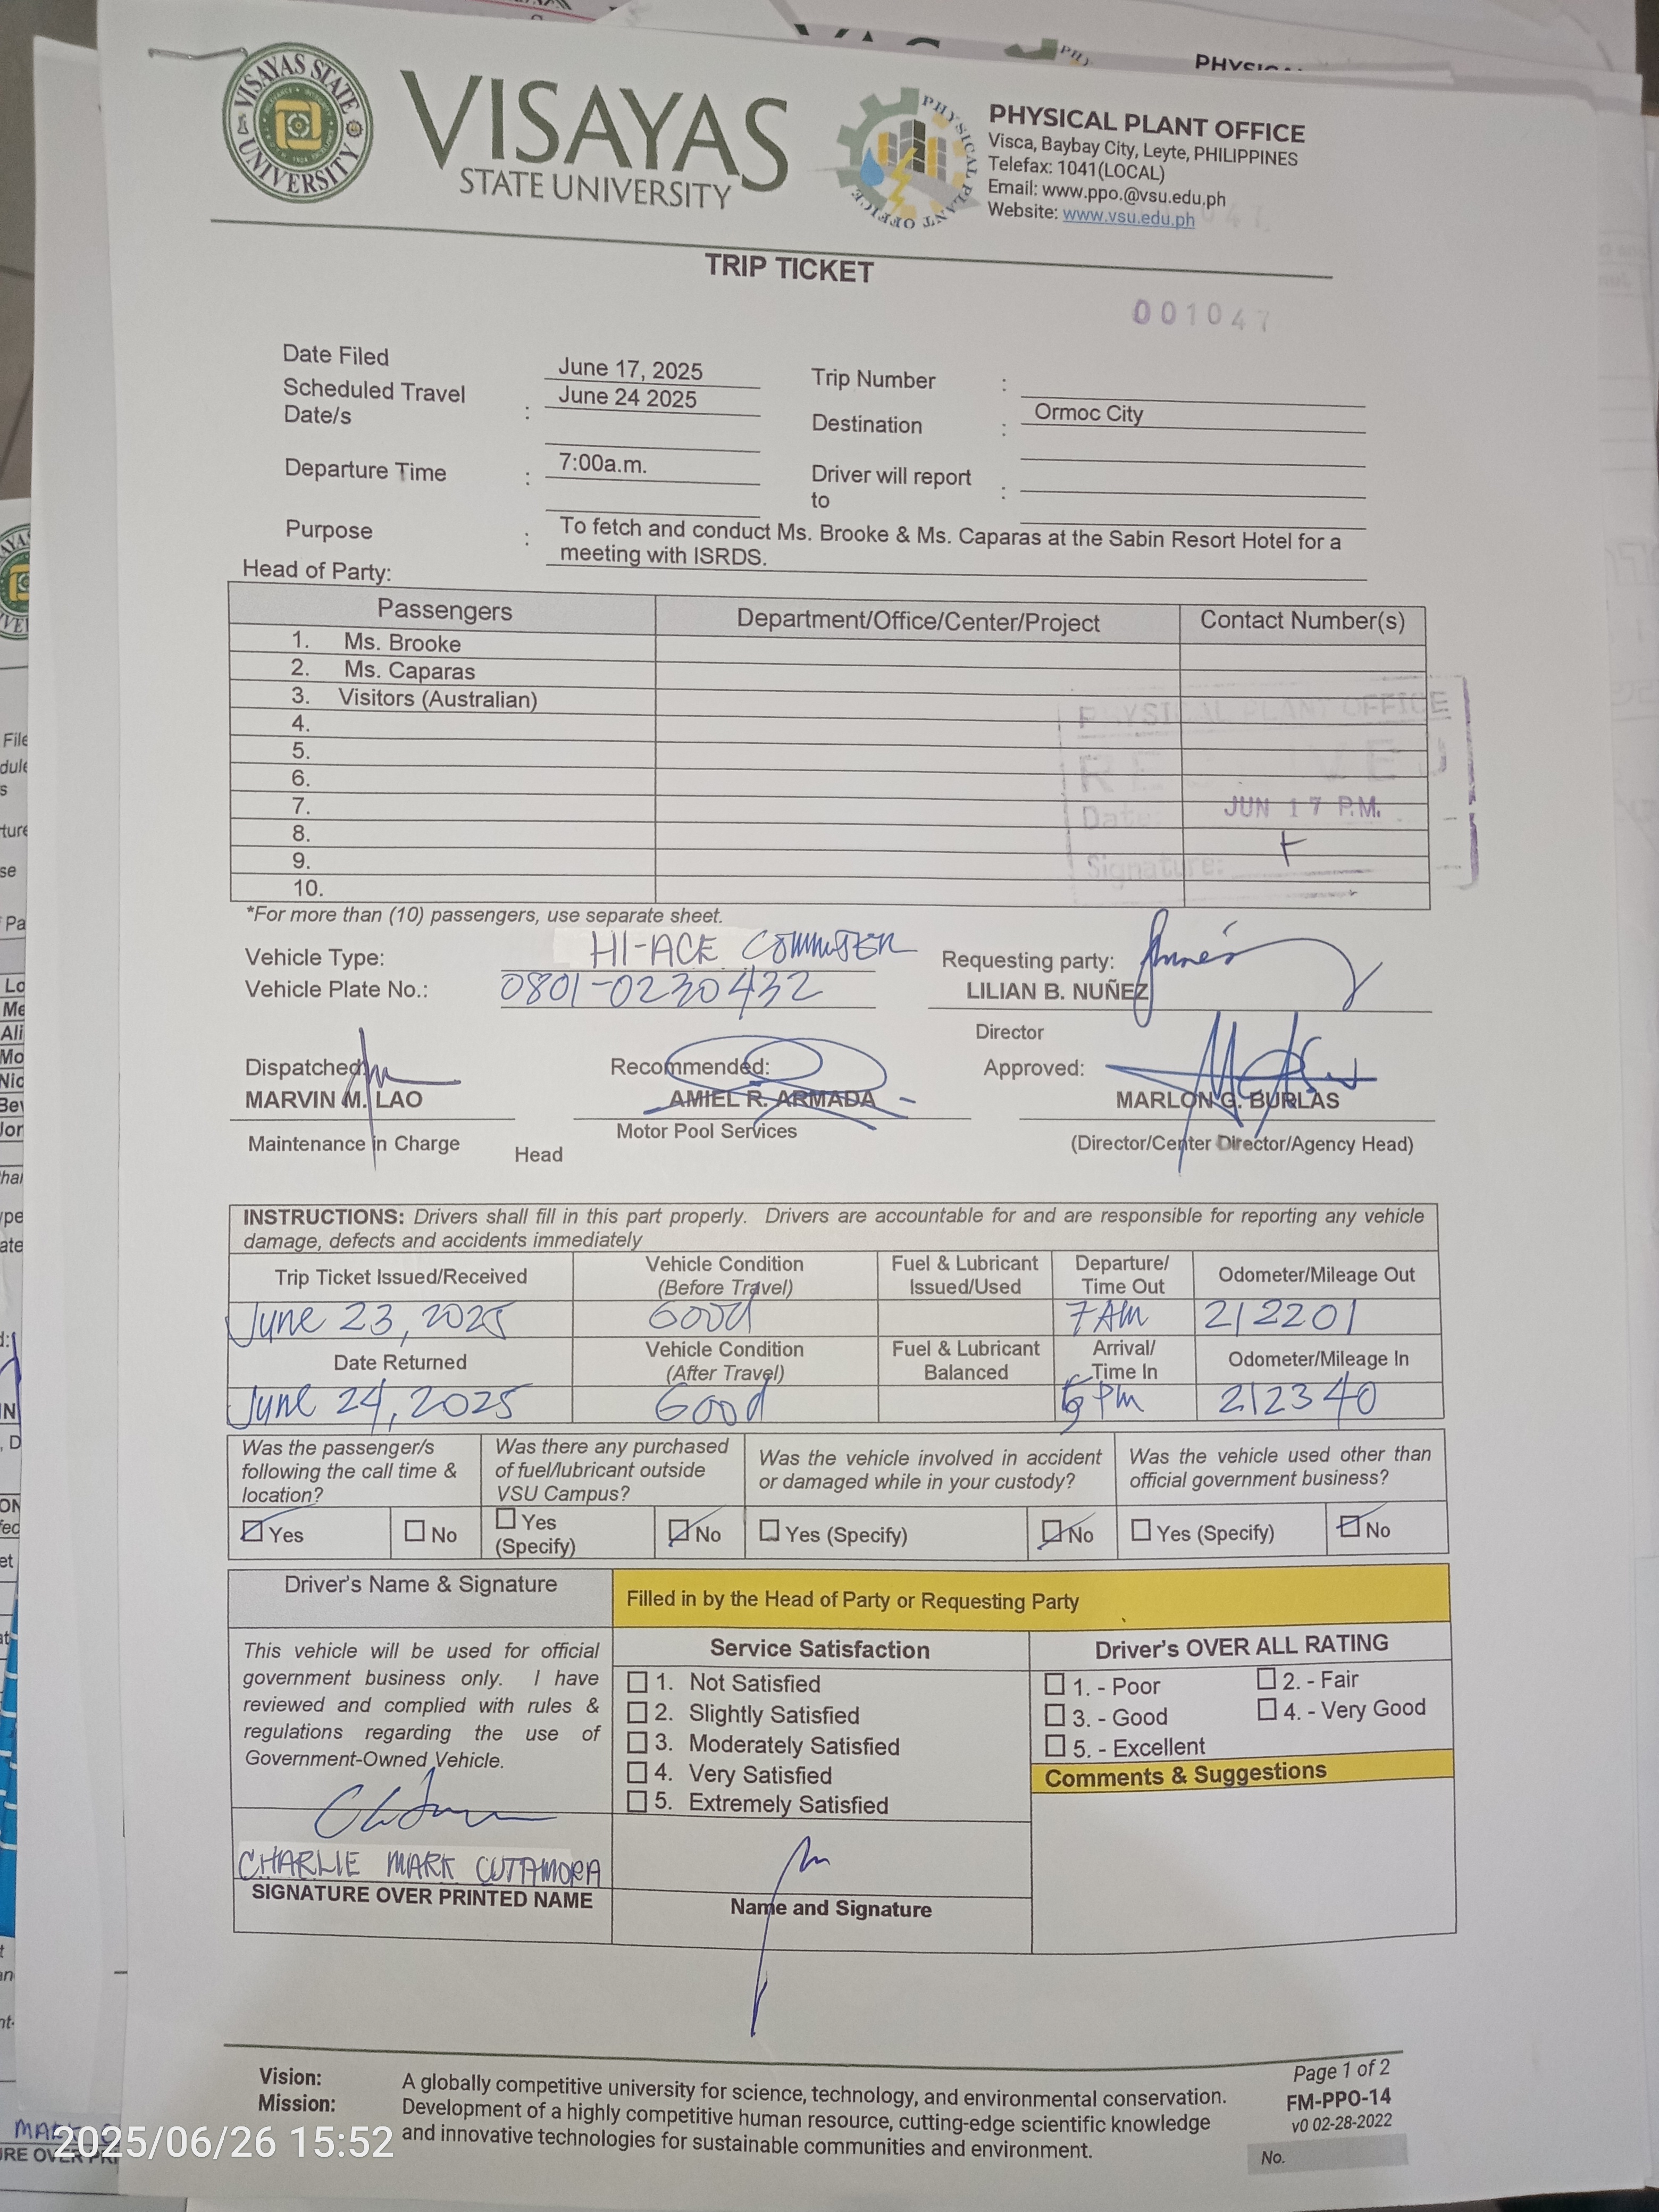 VISAYAS STATE UNIVERSITY
VISAYAS
STATE UNIVERSITY
PHYSICAL PLANT OFFICE
PHYSICAL PLANT OFFICE
Visca, Baybay City, Leyte, PHILIPPINES
Telefax: 1041(LOCAL)
Email: www.ppo.@vsu.edu.ph
Website: www.vsu.edu.ph
TRIP TICKET
001047
Date Filed June 17, 2025 Trip Number :
Scheduled Travel Date/s : June 24 2025 Destination : Ormoc City
Departure Time : 7:00a.m. Driver will report to :
Purpose : To fetch and conduct Ms. Brooke & Ms. Caparas at the Sabin Resort Hotel for a
meeting with ISRDS.
Head of Party:
Passengers Department/Office/Center/Project Contact Number(s)
1. Ms. Brooke
2. Ms. Caparas
3. Visitors (Australian)
4.
5.
6.
7.
8.
9.
10.
PHYSICAL PLANT OFFICE
Date: JUN 17 P.M.
Signature:
*For more than (10) passengers, use separate sheet.
Vehicle Type: HI-ACE COMMUTER Requesting party:
Vehicle Plate No.: 0801-0230432 LILIAN B. NUÑEZ
Director
Dispatched Recommended: Approved:
MARVIN M. LAO AMIEL R. ARMADA MARLON G. BURLAS
Maintenance in Charge Head Motor Pool Services (Director/Center Director/Agency Head)
INSTRUCTIONS: Drivers shall fill in this part properly. Drivers are accountable for and are responsible for reporting any vehicle
damage, defects and accidents immediately
Trip Ticket Issued/Received Vehicle Condition (Before Travel) Fuel & Lubricant Issued/Used Departure/ Time Out Odometer/Mileage Out
June 23, 2025 Good 7 AM 212201
Date Returned Vehicle Condition (After Travel) Fuel & Lubricant Balanced Arrival/ Time In Odometer/Mileage In
June 24, 2025 Good PM 212340
Was the passenger/s following the call time & location? Was there any purchased of fuel/lubricant outside VSU Campus? Was the vehicle involved in accident or damaged while in your custody? Was the vehicle used other than official government business?
Yes No Yes (Specify) No Yes (Specify) No Yes (Specify) No
Driver's Name & Signature Filled in by the Head of Party or Requesting Party
This vehicle will be used for official
government business only. I have
reviewed and complied with rules &
regulations regarding the use of
Government-Owned Vehicle.
CHARLIE MARK CUTAMORA
SIGNATURE OVER PRINTED NAME
Service Satisfaction
1. Not Satisfied
2. Slightly Satisfied
3. Moderately Satisfied
4. Very Satisfied
5. Extremely Satisfied
Name and Signature
Driver's OVER ALL RATING
1. - Poor 2. - Fair
3. - Good 4. - Very Good
5. - Excellent
Comments & Suggestions
Vision: A globally competitive university for science, technology, and environmental conservation.
Mission: Development of a highly competitive human resource, cutting-edge scientific knowledge
and innovative technologies for sustainable communities and environment.
Page 1 of 2
FM-PPO-14
v0 02-28-2022
No.
2025/06/26 15:52